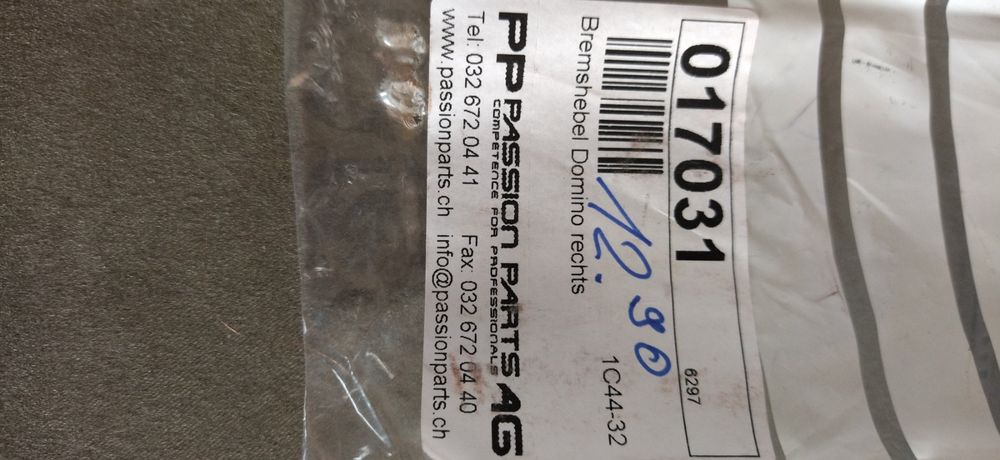 017031
6297
12.90
Bremshebel Domino rechts
1C44-32
PP PASSION PARTS AG
COMPETENCE FOR PROFESSIONALS
Tel: 032 672 04 41 Fax: 032 672 04 40
www.passionparts.ch info@passionparts.ch